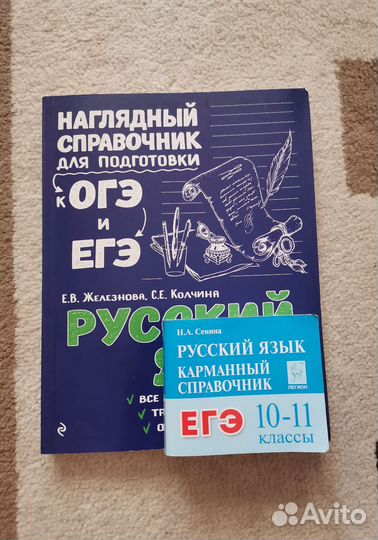 НАГЛЯДНЫЙ
СПРАВОЧНИК
ДЛЯ ПОДГОТОВКИ
К ОГЭ
И
ЕГЭ
Е.В. Железнова, С.Е. Колчина
РУССКИЙ
✓ ВСЕ
Н.А. Сенина
РУССКИЙ ЯЗЫК
КАРМАННЫЙ
СПРАВОЧНИК
ЛЕГИОН
ЕГЭ 10-11
классы
Avito